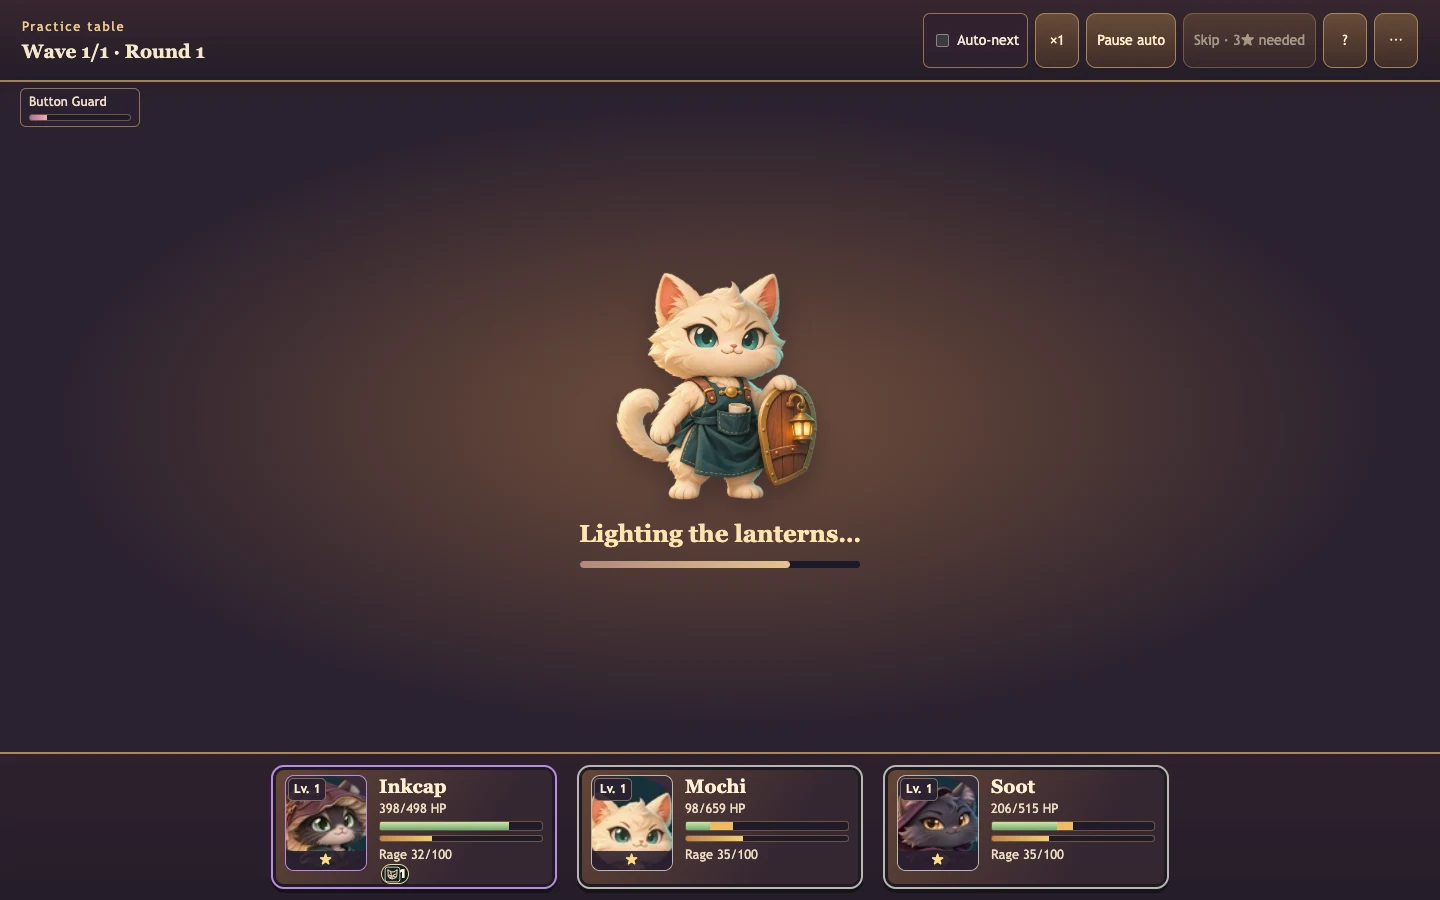 Practice table
Wave 1/1 · Round 1
Auto-next
×1
Pause auto
Skip · 3★ needed
?
...
Button Guard
Lighting the lanterns...
Lv. 1
Inkcap
398/498 HP
Rage 32/100
1
Lv. 1
Mochi
98/659 HP
Rage 35/100
Lv. 1
Soot
206/515 HP
Rage 35/100